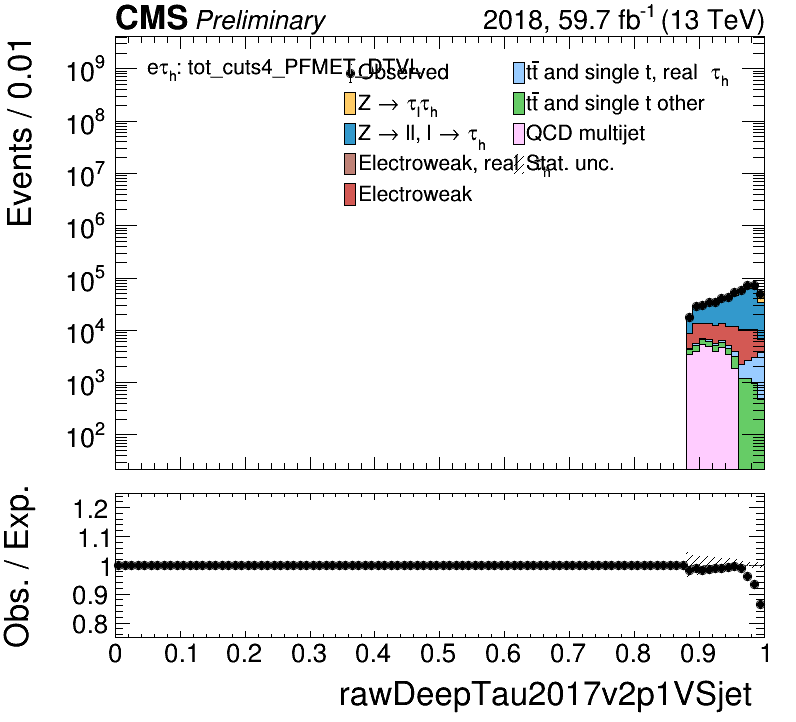 CMS Preliminary 2018, 59.7 fb⁻¹ (13 TeV)
eτₕ: tot_cuts4_PFMET_DTVL
Observed
Z → τₗτₕ
Z → ll, l → τₕ
Electroweak, real τₕ
Electroweak
tt̄ and single t, real τₕ
tt̄ and single t other
QCD multijet
Stat. unc.
Events / 0.01
10⁹
10⁸
10⁷
10⁶
10⁵
10⁴
10³
10²
Obs. / Exp.
1.2
1.1
1
0.9
0.8
0 0.1 0.2 0.3 0.4 0.5 0.6 0.7 0.8 0.9 1
rawDeepTau2017v2p1VSjet